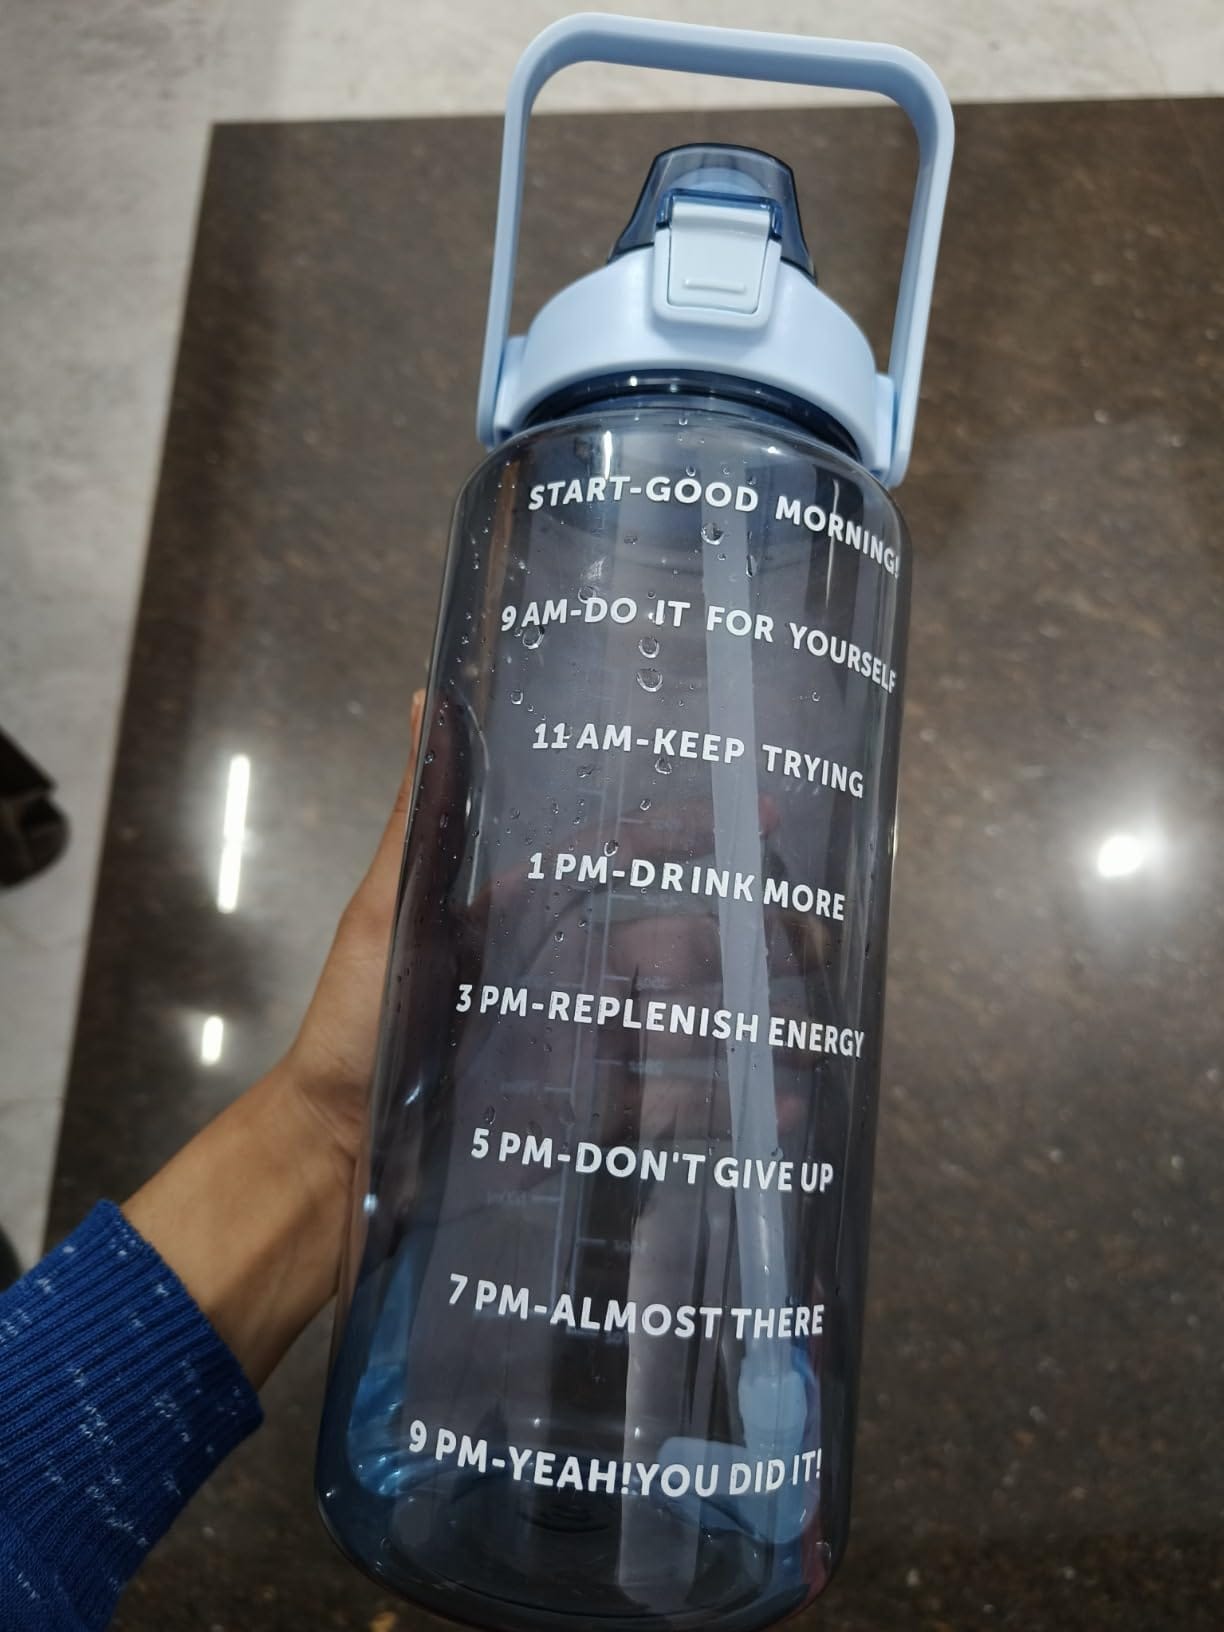 START-GOOD MORNING!
9 AM-DO IT FOR YOURSELF
11 AM-KEEP TRYING
1 PM-DRINK MORE
3 PM-REPLENISH ENERGY
5 PM-DON'T GIVE UP
7 PM-ALMOST THERE
9 PM-YEAH!YOU DID IT!